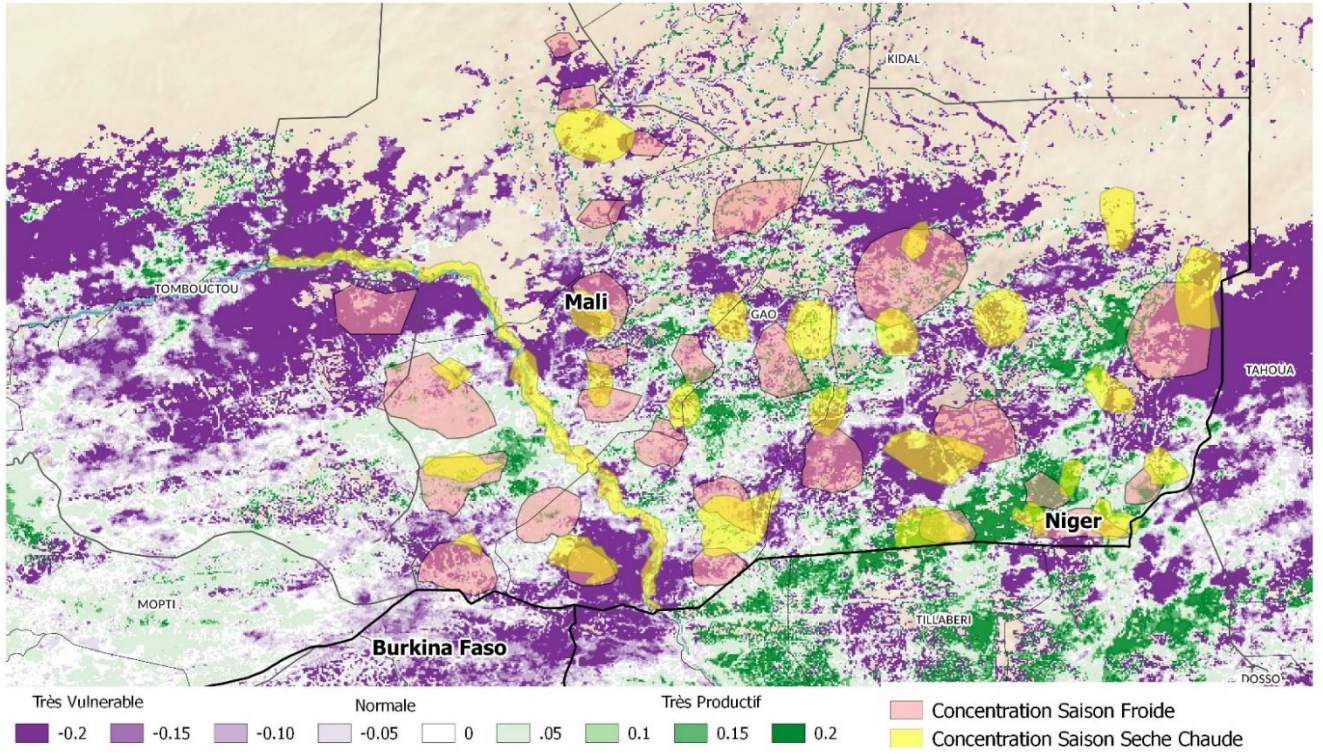 KIDAL
TOMBOUCTOU
Mali
GAO
TAHOUA
Niger
MOPTI
TILLABERI
Burkina Faso
DOSSO
Très Vulnerable Normale Très Productif
-0.2 -0.15 -0.10 -0.05 0 .05 0.1 0.15 0.2
Concentration Saison Froide
Concentration Saison Seche Chaude